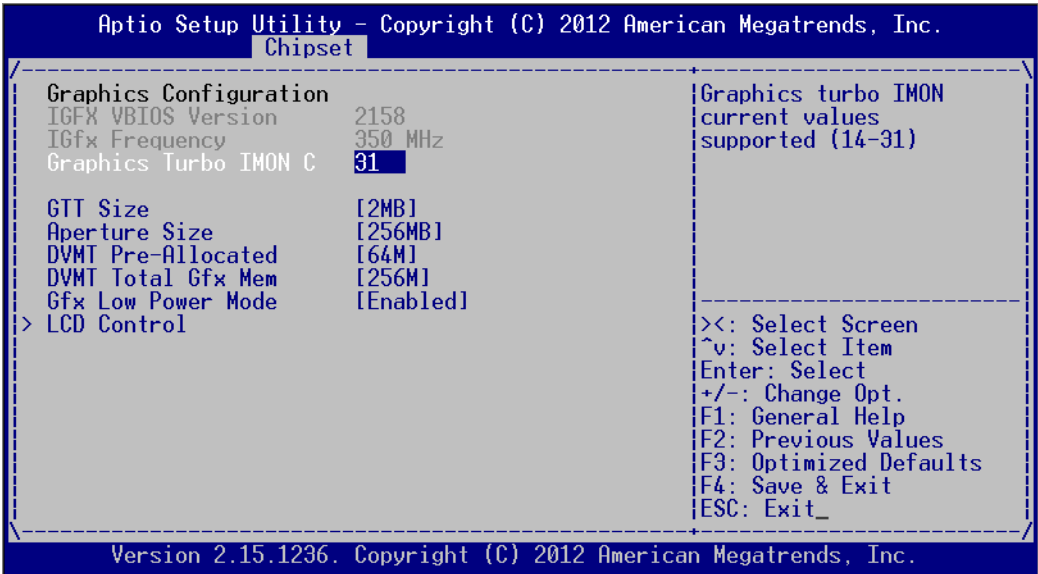 Aptio Setup Utility - Copyright (C) 2012 American Megatrends, Inc.
Chipset
Graphics Configuration
IGFX VBIOS Version 2158
IGfx Frequency 350 MHz
Graphics Turbo IMON C 31
GTT Size [2MB]
Aperture Size [256MB]
DVMT Pre-Allocated [64M]
DVMT Total Gfx Mem [256M]
Gfx Low Power Mode [Enabled]
> LCD Control
Graphics turbo IMON
current values
supported (14-31)
><: Select Screen
^v: Select Item
Enter: Select
+/-: Change Opt.
F1: General Help
F2: Previous Values
F3: Optimized Defaults
F4: Save & Exit
ESC: Exit_
Version 2.15.1236. Copyright (C) 2012 American Megatrends, Inc.